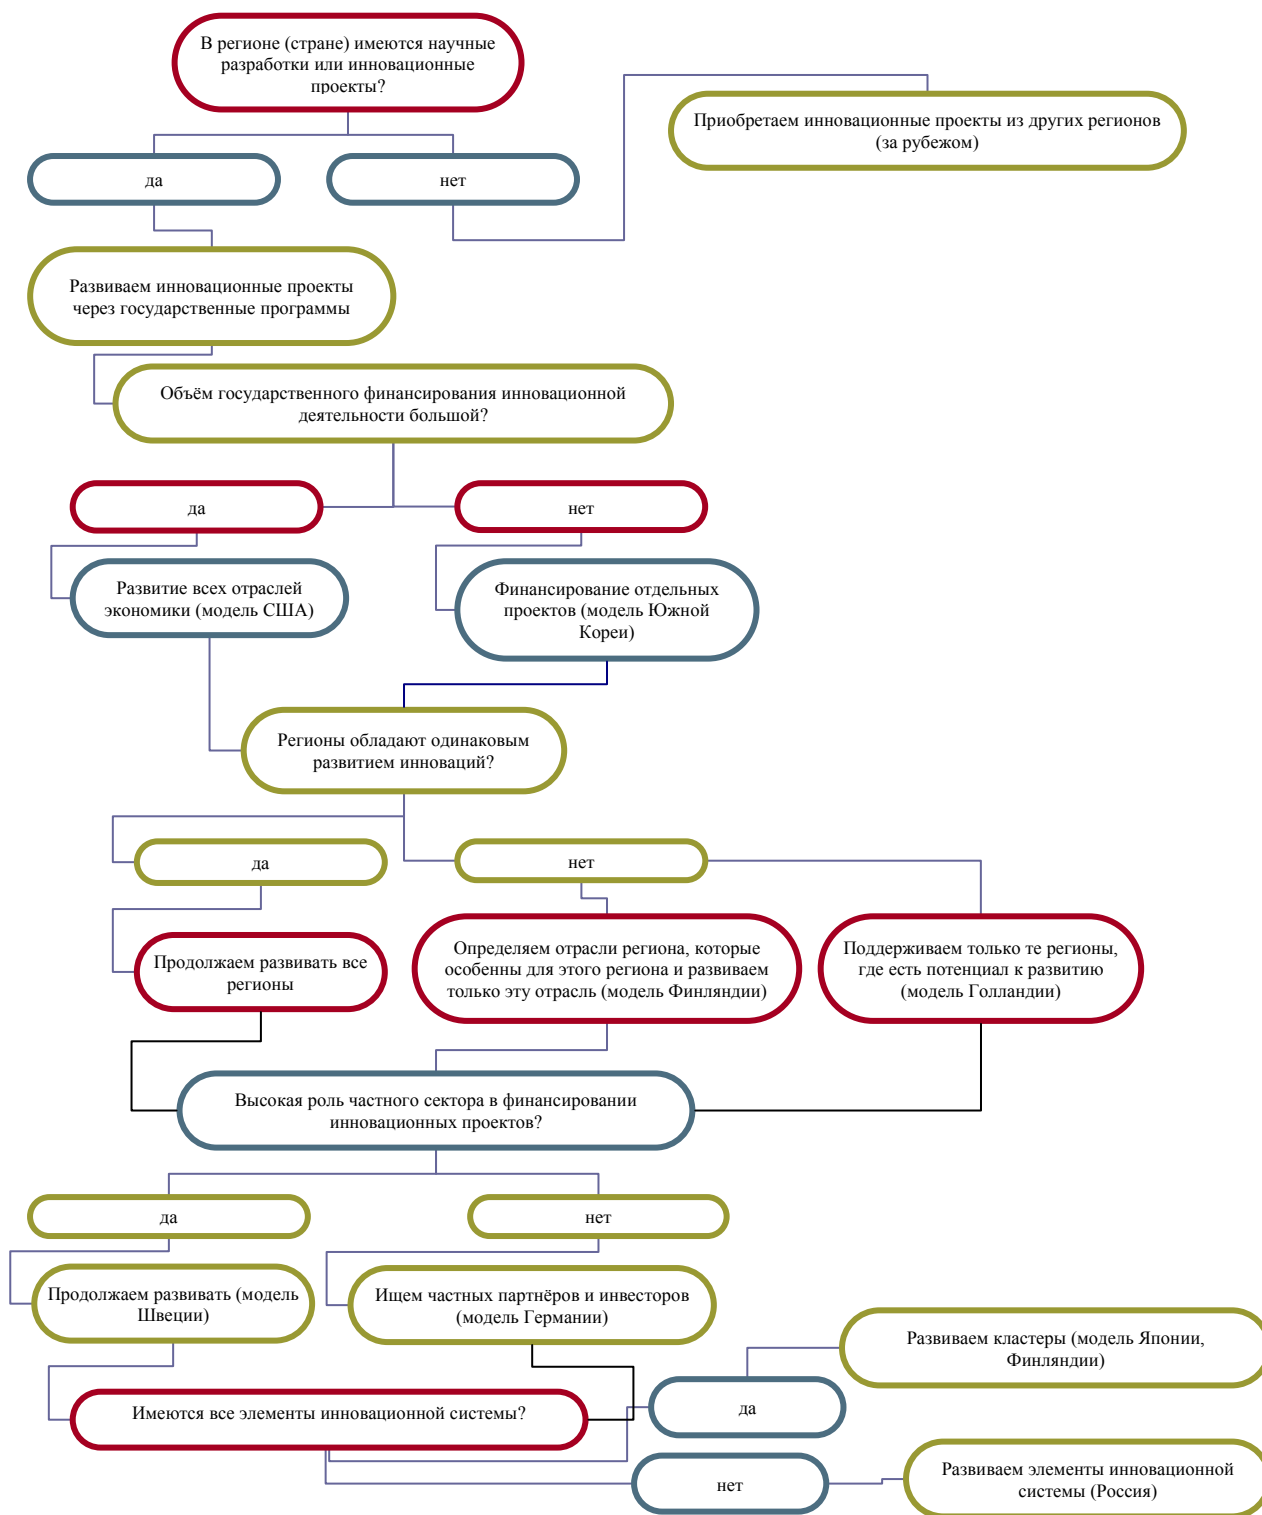 В регионе (стране) имеются научные
разработки или инновационные
проекты?
Приобретаем инновационные проекты из других регионов
(за рубежом)
да
нет
Развиваем инновационные проекты
через государственные программы
Объём государственного финансирования инновационной
деятельности большой?
да
нет
Развитие всех отраслей
экономики (модель США)
Финансирование отдельных
проектов (модель Южной
Кореи)
Регионы обладают одинаковым
развитием инноваций?
да
нет
Продолжаем развивать все
регионы
Определяем отрасли региона, которые
особенны для этого региона и развиваем
только эту отрасль (модель Финляндии)
Поддерживаем только те регионы,
где есть потенциал к развитию
(модель Голландии)
Высокая роль частного сектора в финансировании
инновационных проектов?
да
нет
Продолжаем развивать (модель
Швеции)
Ищем частных партнёров и инвесторов
(модель Германии)
Развиваем кластеры (модель Японии,
Финляндии)
Имеются все элементы инновационной системы?
да
нет
Развиваем элементы инновационной
системы (Россия)